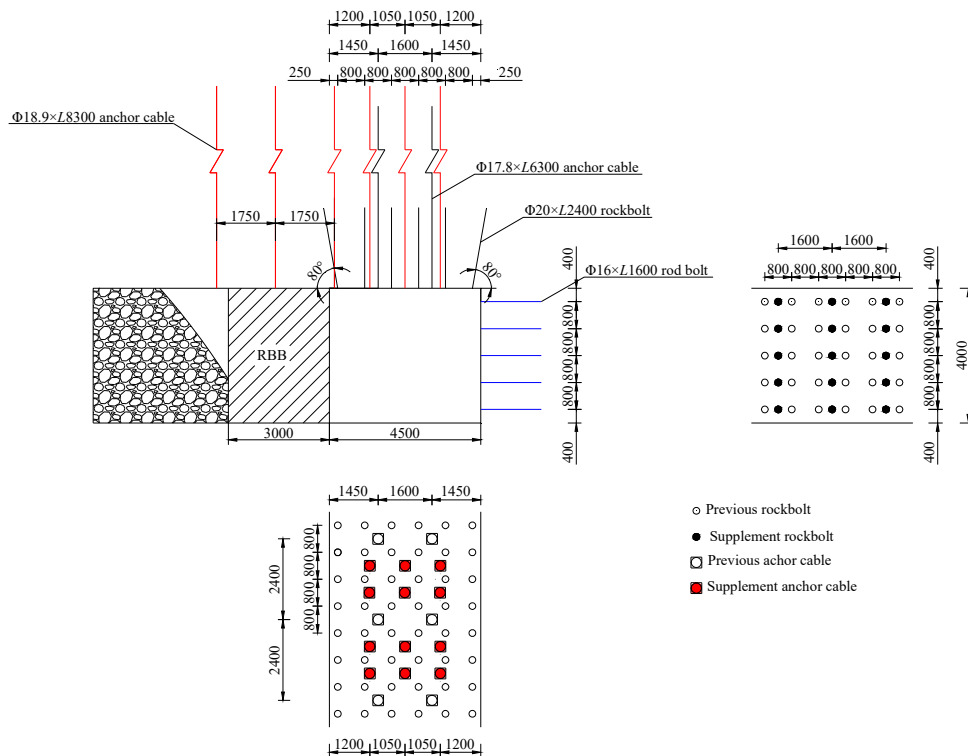 1200 1050 1050 1200
1450 1600 1450
250 800 800 800 800 800 250
Φ18.9×L8300 anchor cable
Φ17.8×L6300 anchor cable
Φ20×L2400 rockbolt
1750 1750
80° 80°
Φ16×L1600 rod bolt
400
800
800
800
800
400
RBB
3000 4500
1600 1600
800 800 800 800 800
400
800
800
800
800
400
4000
1450 1600 1450
2400
2400
800
800
800
800
1200 1050 1050 1200
Previous rockbolt
Supplement rockbolt
Previous achor cable
Supplement anchor cable